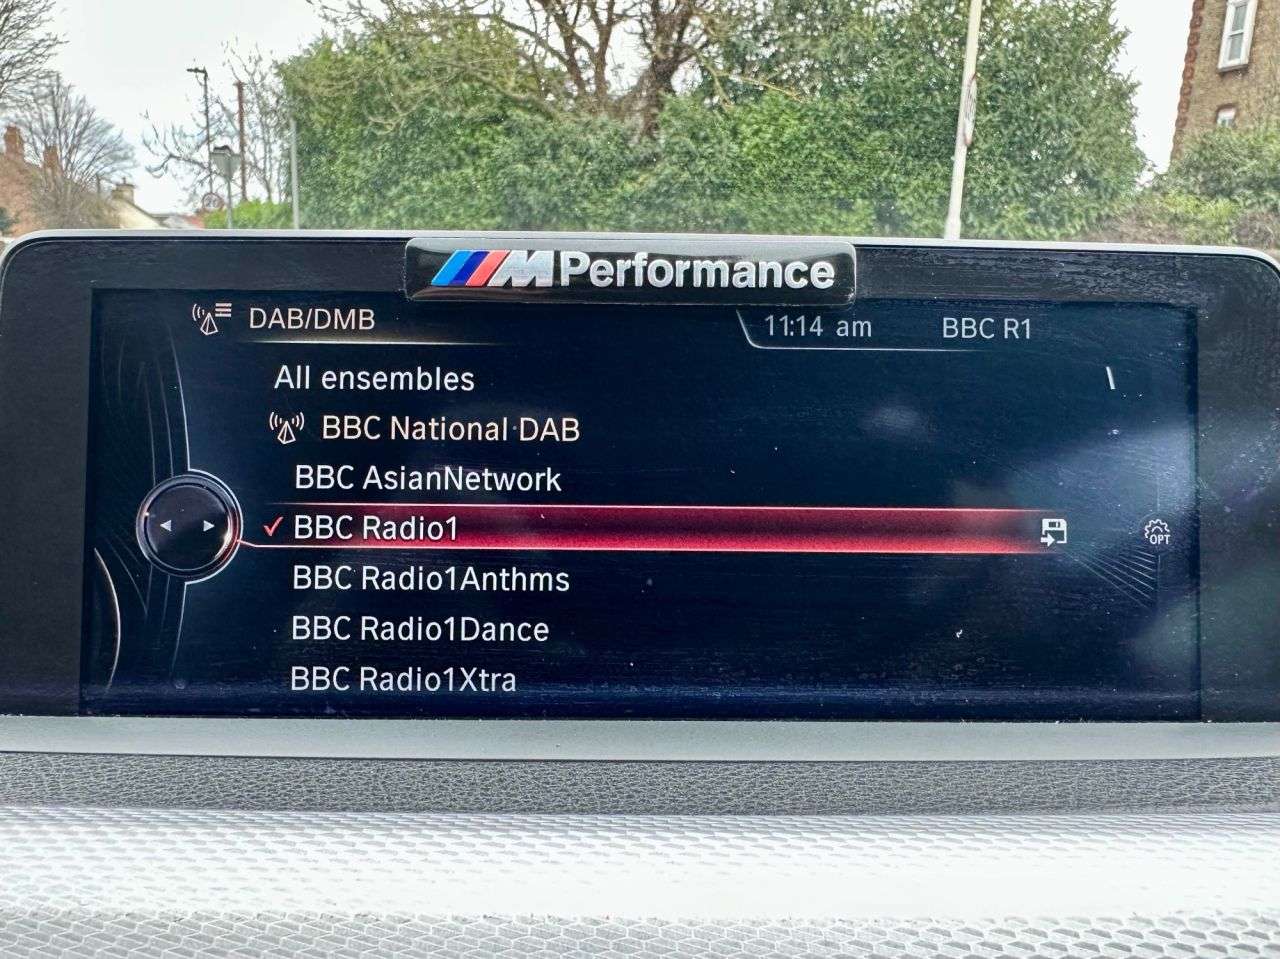 20
M Performance
DAB/DMB
11:14 am
BBC R1
All ensembles
BBC National DAB
BBC AsianNetwork
BBC Radio1
OPT
BBC Radio1Anthms
BBC Radio1Dance
BBC Radio1Xtra